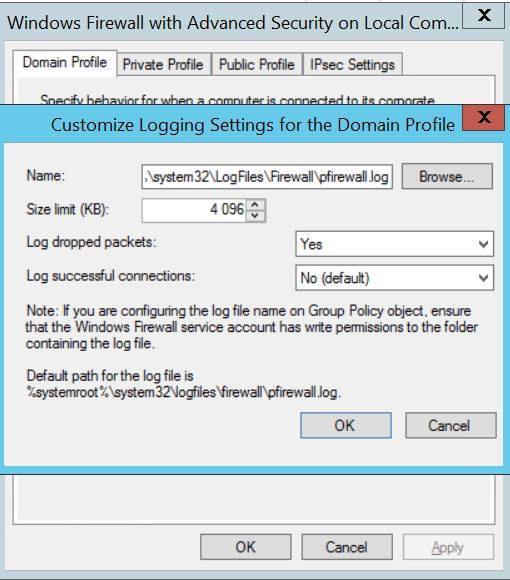 Windows Firewall with Advanced Security on Local Com...
X
Domain Profile Private Profile Public Profile IPsec Settings
Specify behavior for when a computer is connected to its corporate
Customize Logging Settings for the Domain Profile
X
Name: \system32\LogFiles\Firewall\pfirewall.log Browse...
Size limit (KB): 4 096
Log dropped packets: Yes
Log successful connections: No (default)
Note: If you are configuring the log file name on Group Policy object, ensure
that the Windows Firewall service account has write permissions to the folder
containing the log file.
Default path for the log file is
%systemroot%\system32\logfiles\firewall\pfirewall.log.
OK Cancel
OK Cancel Apply